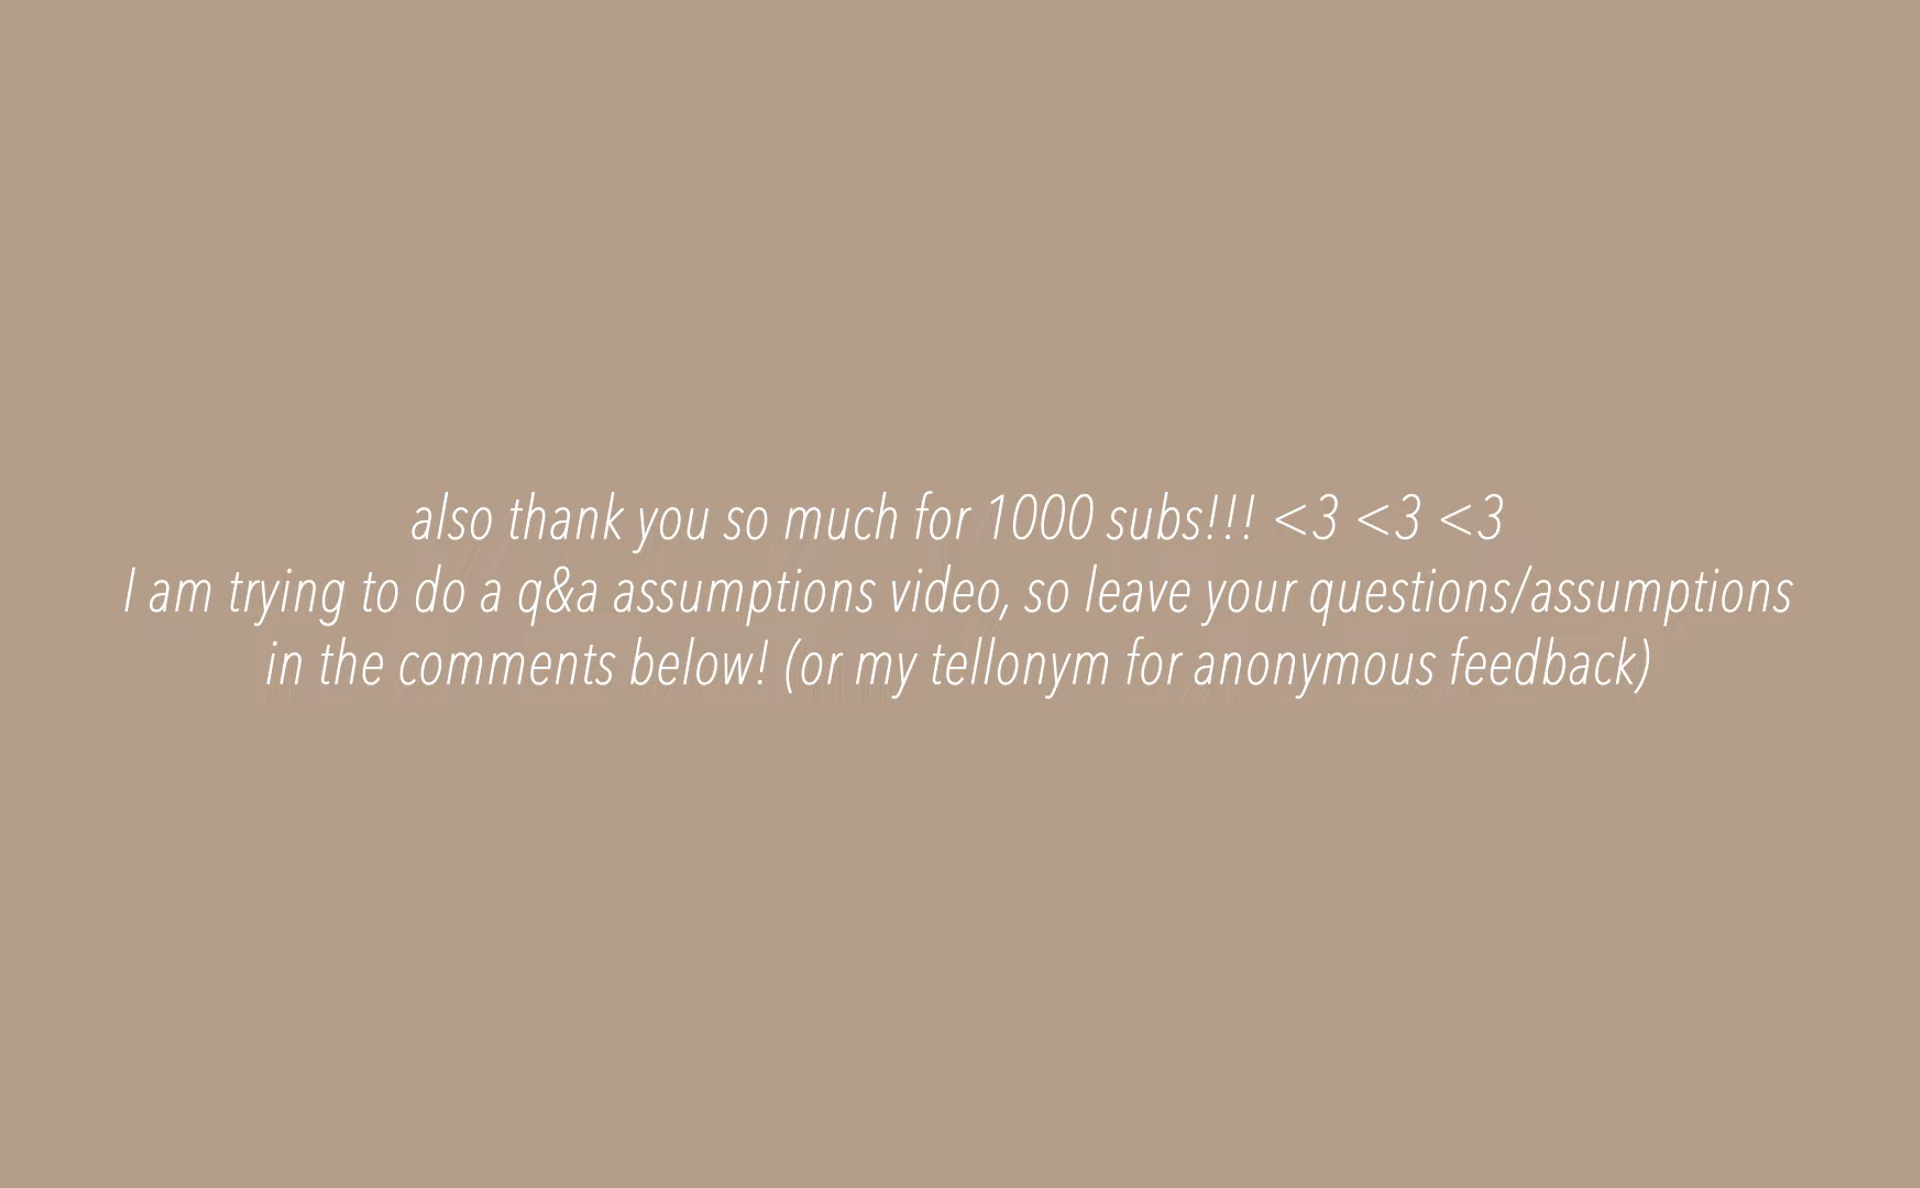 also thank you so much for 1000 subs!!! <3 <3 <3
I am trying to do a q&a assumptions video, so leave your questions/assumptions
in the comments below! (or my tellonym for anonymous feedback)